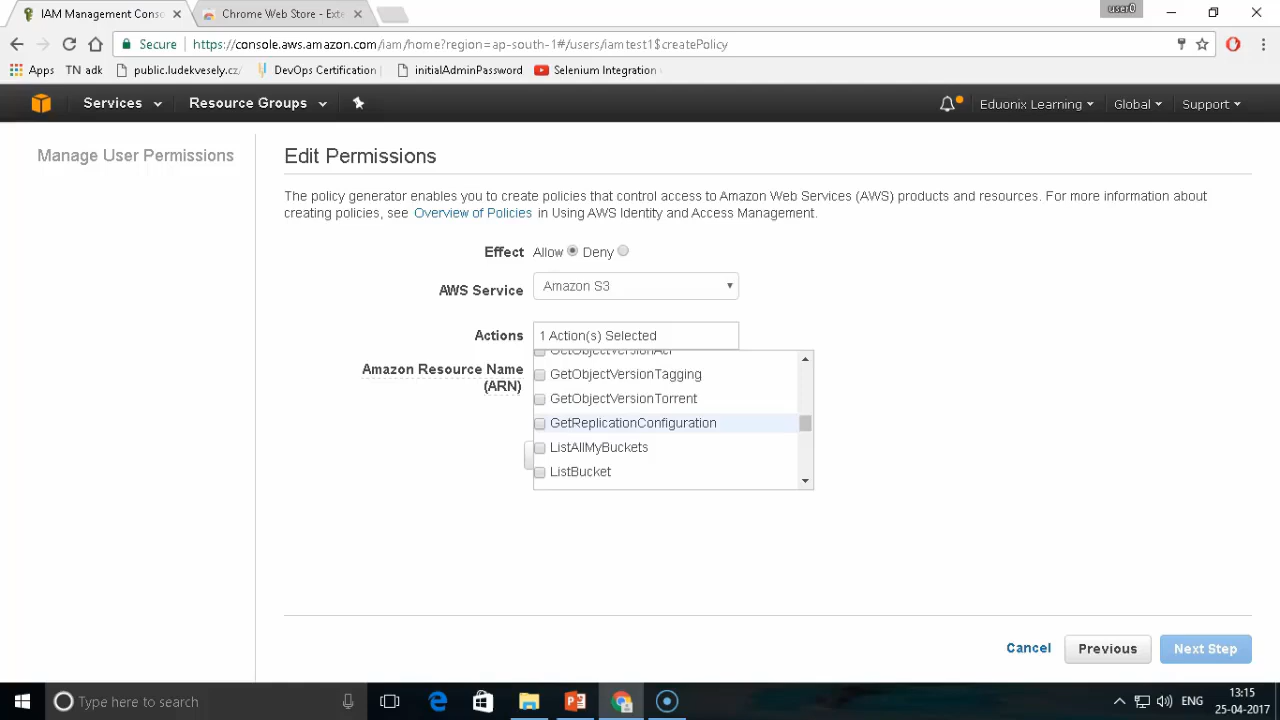 IAM Management Conso
Chrome Web Store - Exte
user0
Secure
https://console.aws.amazon.com/iam/home?region=ap-south-1#/users/iamtest1$createPolicy
Apps
TN adk
public.ludekvesely.cz/
DevOps Certification
initialAdminPassword
Selenium Integration
Services
Resource Groups
Eduonix Learning
Global
Support
Manage User Permissions
Edit Permissions
The policy generator enables you to create policies that control access to Amazon Web Services (AWS) products and resources. For more information about
creating policies, see Overview of Policies in Using AWS Identity and Access Management.
Effect Allow Deny
AWS Service Amazon S3
Actions 1 Action(s) Selected
GetObjectVersionAcl
Amazon Resource Name
(ARN)
GetObjectVersionTagging
GetObjectVersionTorrent
GetReplicationConfiguration
ListAllMyBuckets
ListBucket
Cancel
Previous
Next Step
Type here to search
ENG
13:15
25-04-2017